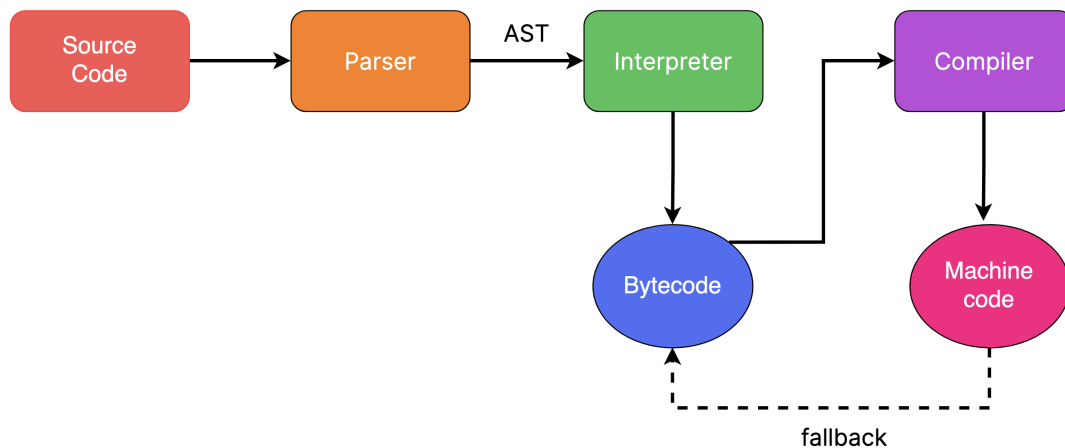 Source
Code
Parser
AST
Interpreter
Compiler
Bytecode
Machine
code
fallback